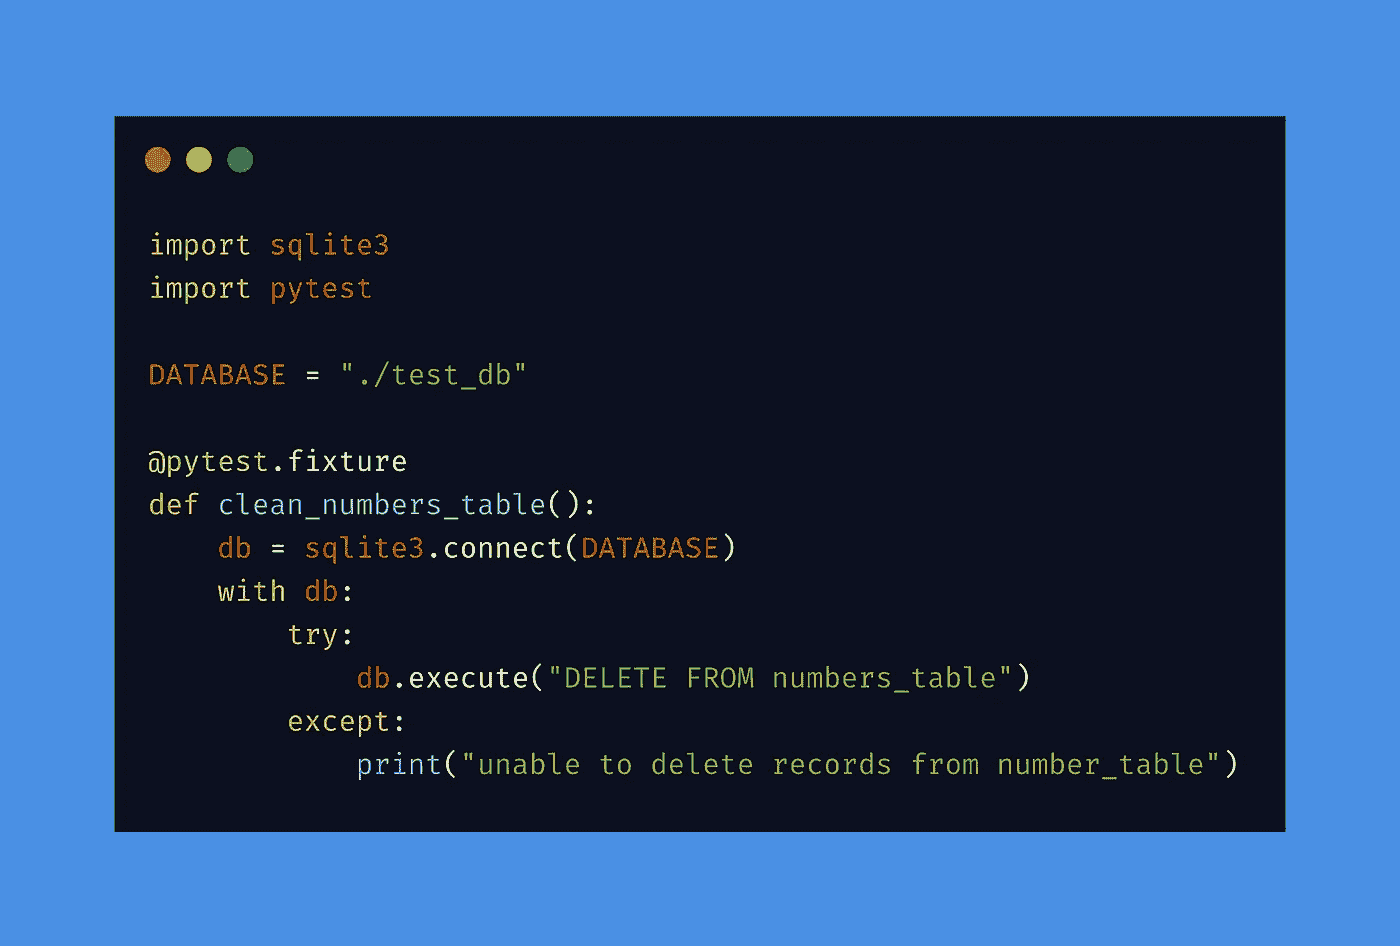 import sqlite3
import pytest
DATABASE = "./test_db"
@pytest.fixture
def clean_numbers_table():
    db = sqlite3.connect(DATABASE)
    with db:
        try:
            db.execute("DELETE FROM numbers_table")
        except:
            print("unable to delete records from number_table")